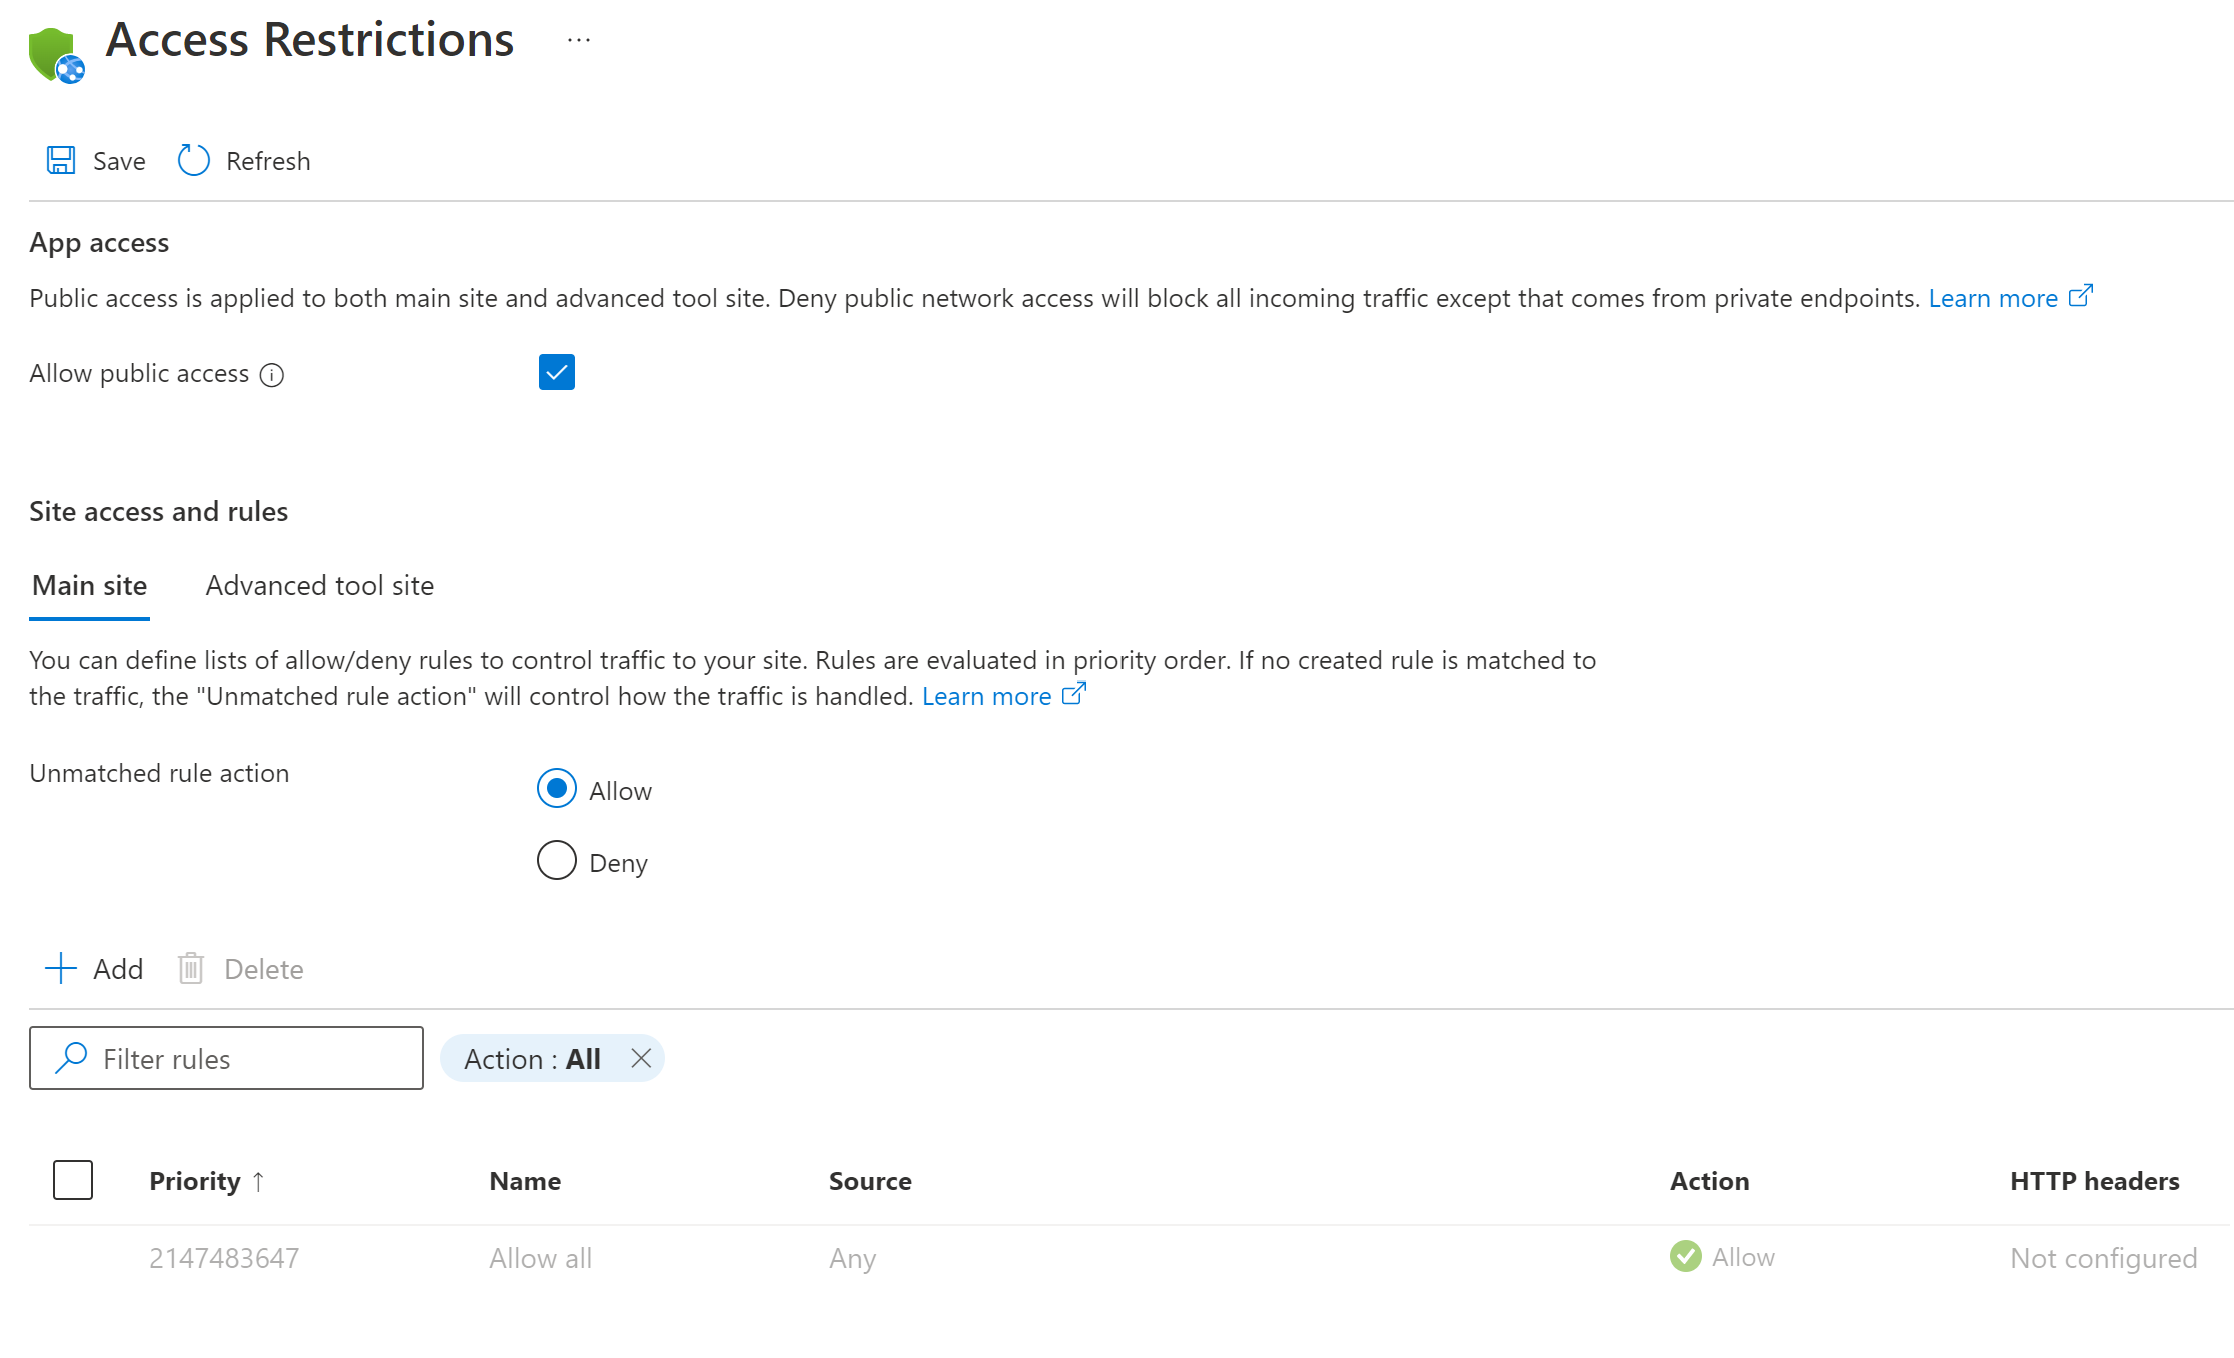 Access Restrictions ...
Save Refresh
App access
Public access is applied to both main site and advanced tool site. Deny public network access will block all incoming traffic except that comes from private endpoints. Learn more
Allow public access
Site access and rules
Main site Advanced tool site
You can define lists of allow/deny rules to control traffic to your site. Rules are evaluated in priority order. If no created rule is matched to
the traffic, the "Unmatched rule action" will control how the traffic is handled. Learn more
Unmatched rule action
Allow
Deny
Add Delete
Filter rules Action : All
Priority ↑ Name Source Action HTTP headers
2147483647 Allow all Any Allow Not configured